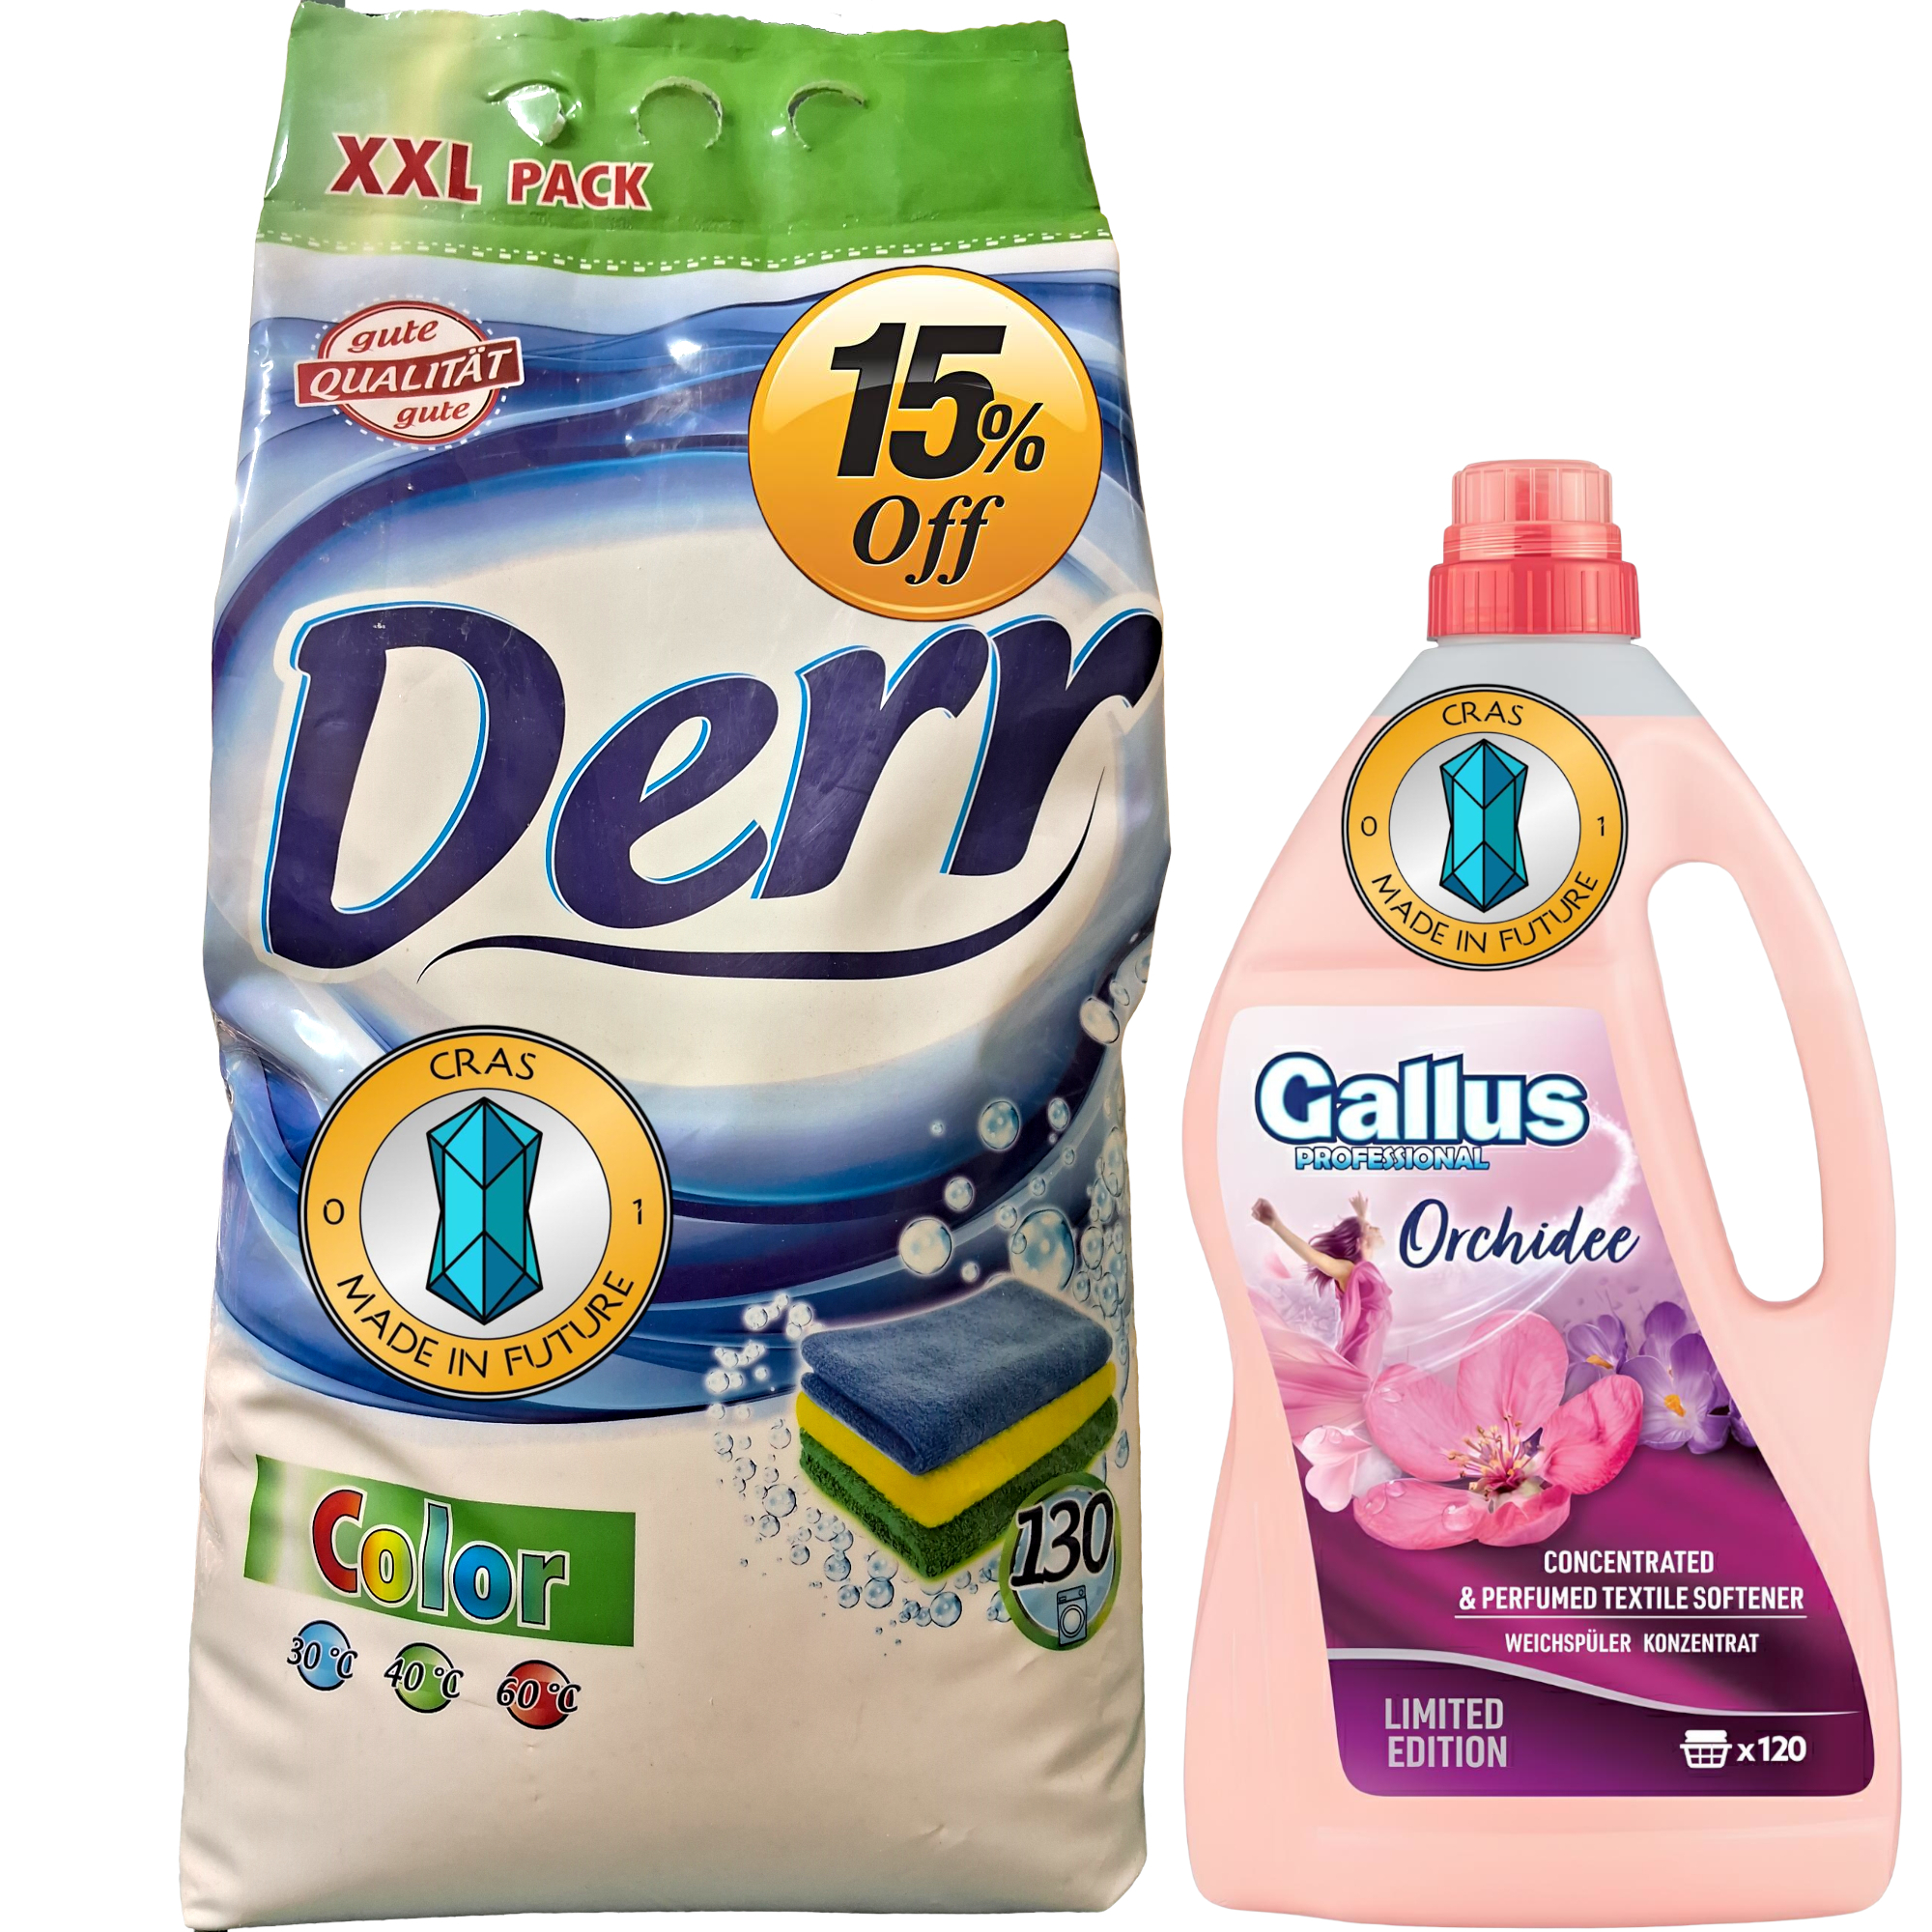 XXL PACK
gute
QUALITÄT
gute
15%
Off
Derr
CRAS
0 1
MADE IN FUTURE
Color
130
30 °C 40 °C 60 °C
CRAS
0 1
MADE IN FUTURE
Gallus
PROFESSIONAL
Orchidee
CONCENTRATED
& PERFUMED TEXTILE SOFTENER
WEICHSPÜLER KONZENTRAT
LIMITED
EDITION
x120